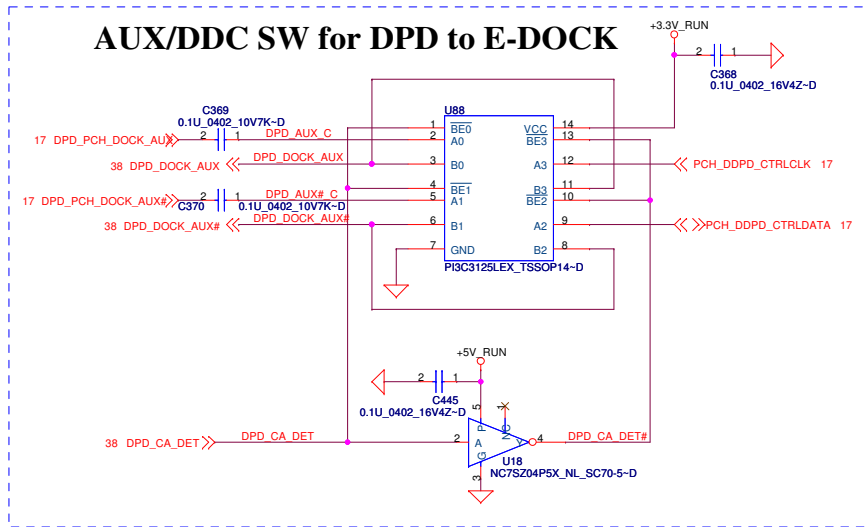 AUX/DDC SW for DPD to E-DOCK
+3.3V_RUN
2 1
C368
0.1U_0402_16V4Z~D
C369
0.1U_0402_10V7K~D
U88
17 DPD_PCH_DOCK_AUX 2 1 DPD_AUX_C 1 BE0 VCC 14
2 A0 BE3 13
38 DPD_DOCK_AUX DPD_DOCK_AUX 3 B0 A3 12 PCH_DDPD_CTRLCLK 17
4 BE1 B3 11
17 DPD_PCH_DOCK_AUX# 2 1 DPD_AUX#_C 5 A1 BE2 10
C370 0.1U_0402_10V7K~D
38 DPD_DOCK_AUX# DPD_DOCK_AUX# 6 B1 A2 9 PCH_DDPD_CTRLDATA 17
7 GND B2 8
PI3C3125LEX_TSSOP14~D
+5V_RUN
2 1
C445
0.1U_0402_16V4Z~D
5 1
P NC
38 DPD_CA_DET DPD_CA_DET 2 A Y 4 DPD_CA_DET#
G
3
U18
NC7SZ04P5X_NL_SC70-5~D